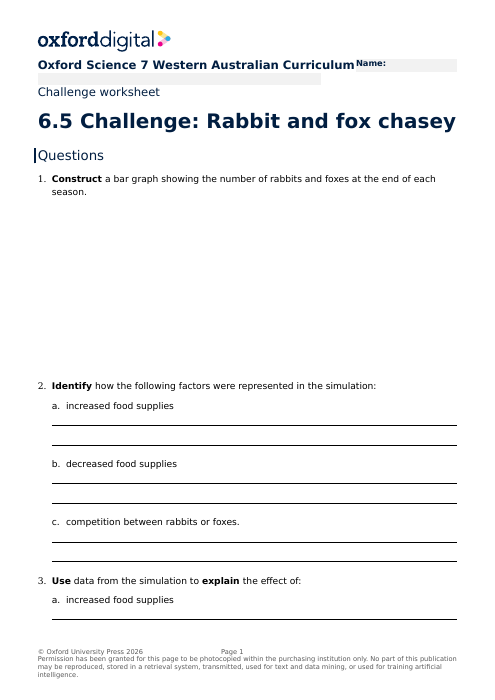 oxforddigital
Oxford Science 7 Western Australian Curriculum Name:
Challenge worksheet
6.5 Challenge: Rabbit and fox chasey
Questions
1. Construct a bar graph showing the number of rabbits and foxes at the end of each
season.
2. Identify how the following factors were represented in the simulation:
a. increased food supplies
b. decreased food supplies
c. competition between rabbits or foxes.
3. Use data from the simulation to explain the effect of:
a. increased food supplies
© Oxford University Press 2026 Page 1
Permission has been granted for this page to be photocopied within the purchasing institution only. No part of this publication
may be reproduced, stored in a retrieval system, transmitted, used for text and data mining, or used for training artificial
intelligence.